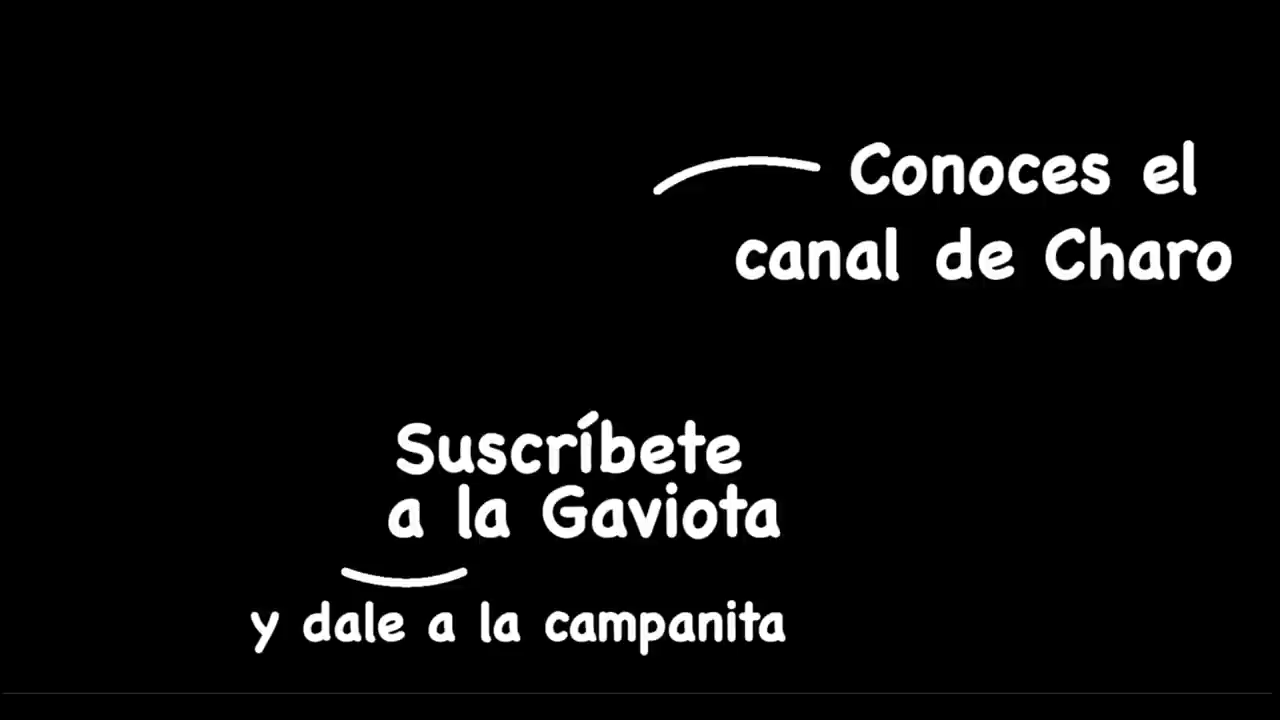 Conoces el
canal de Charo
Suscríbete
a la Gaviota
y dale a la campanita